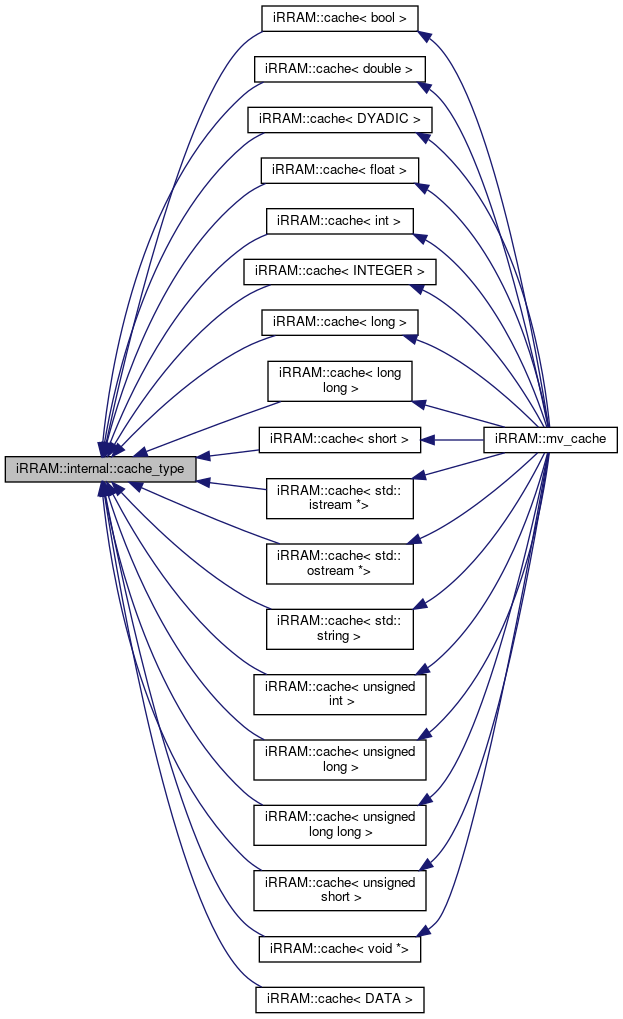 iRRAM::cache< bool >
iRRAM::cache< double >
iRRAM::cache< DYADIC >
iRRAM::cache< float >
iRRAM::cache< int >
iRRAM::cache< INTEGER >
iRRAM::cache< long >
iRRAM::cache< long
long >
iRRAM::cache< short >
iRRAM::mv_cache
iRRAM::internal::cache_type
iRRAM::cache< std::
istream *>
iRRAM::cache< std::
ostream *>
iRRAM::cache< std::
string >
iRRAM::cache< unsigned
int >
iRRAM::cache< unsigned
long >
iRRAM::cache< unsigned
long long >
iRRAM::cache< unsigned
short >
iRRAM::cache< void *>
iRRAM::cache< DATA >